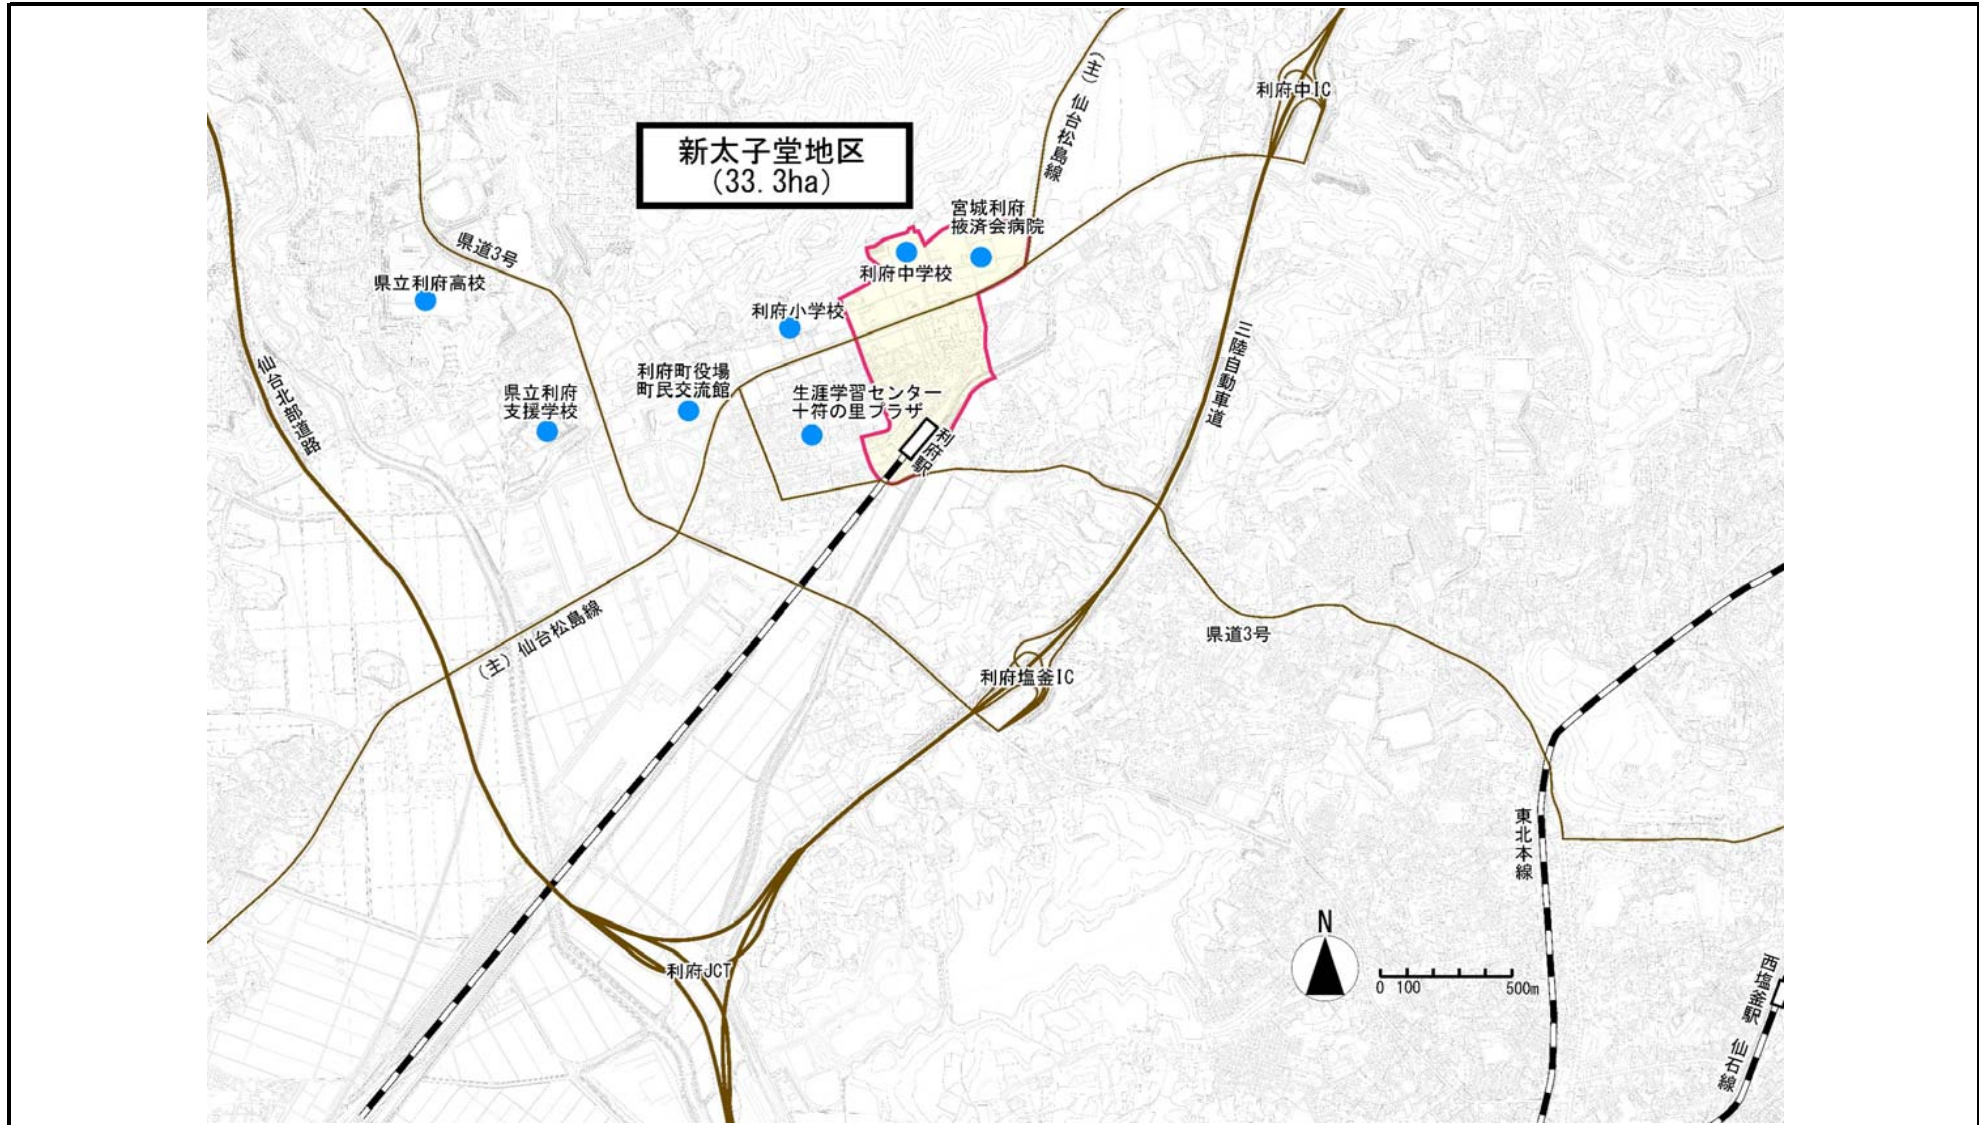 利府中IC
(主)仙台松島線
新太子堂地区
(33.3ha)
宮城利府
掖済会病院
県道3号
利府中学校
県立利府高校
利府小学校
三陸自動車道
仙台北部道路
利府町役場
町民交流館
県立利府
支援学校
生涯学習センター
十符の里プラザ
利府駅
(主)仙台松島線
県道3号
利府塩釜IC
東北本線
N
利府JCT
0 100 500m
西塩釜駅
仙石線